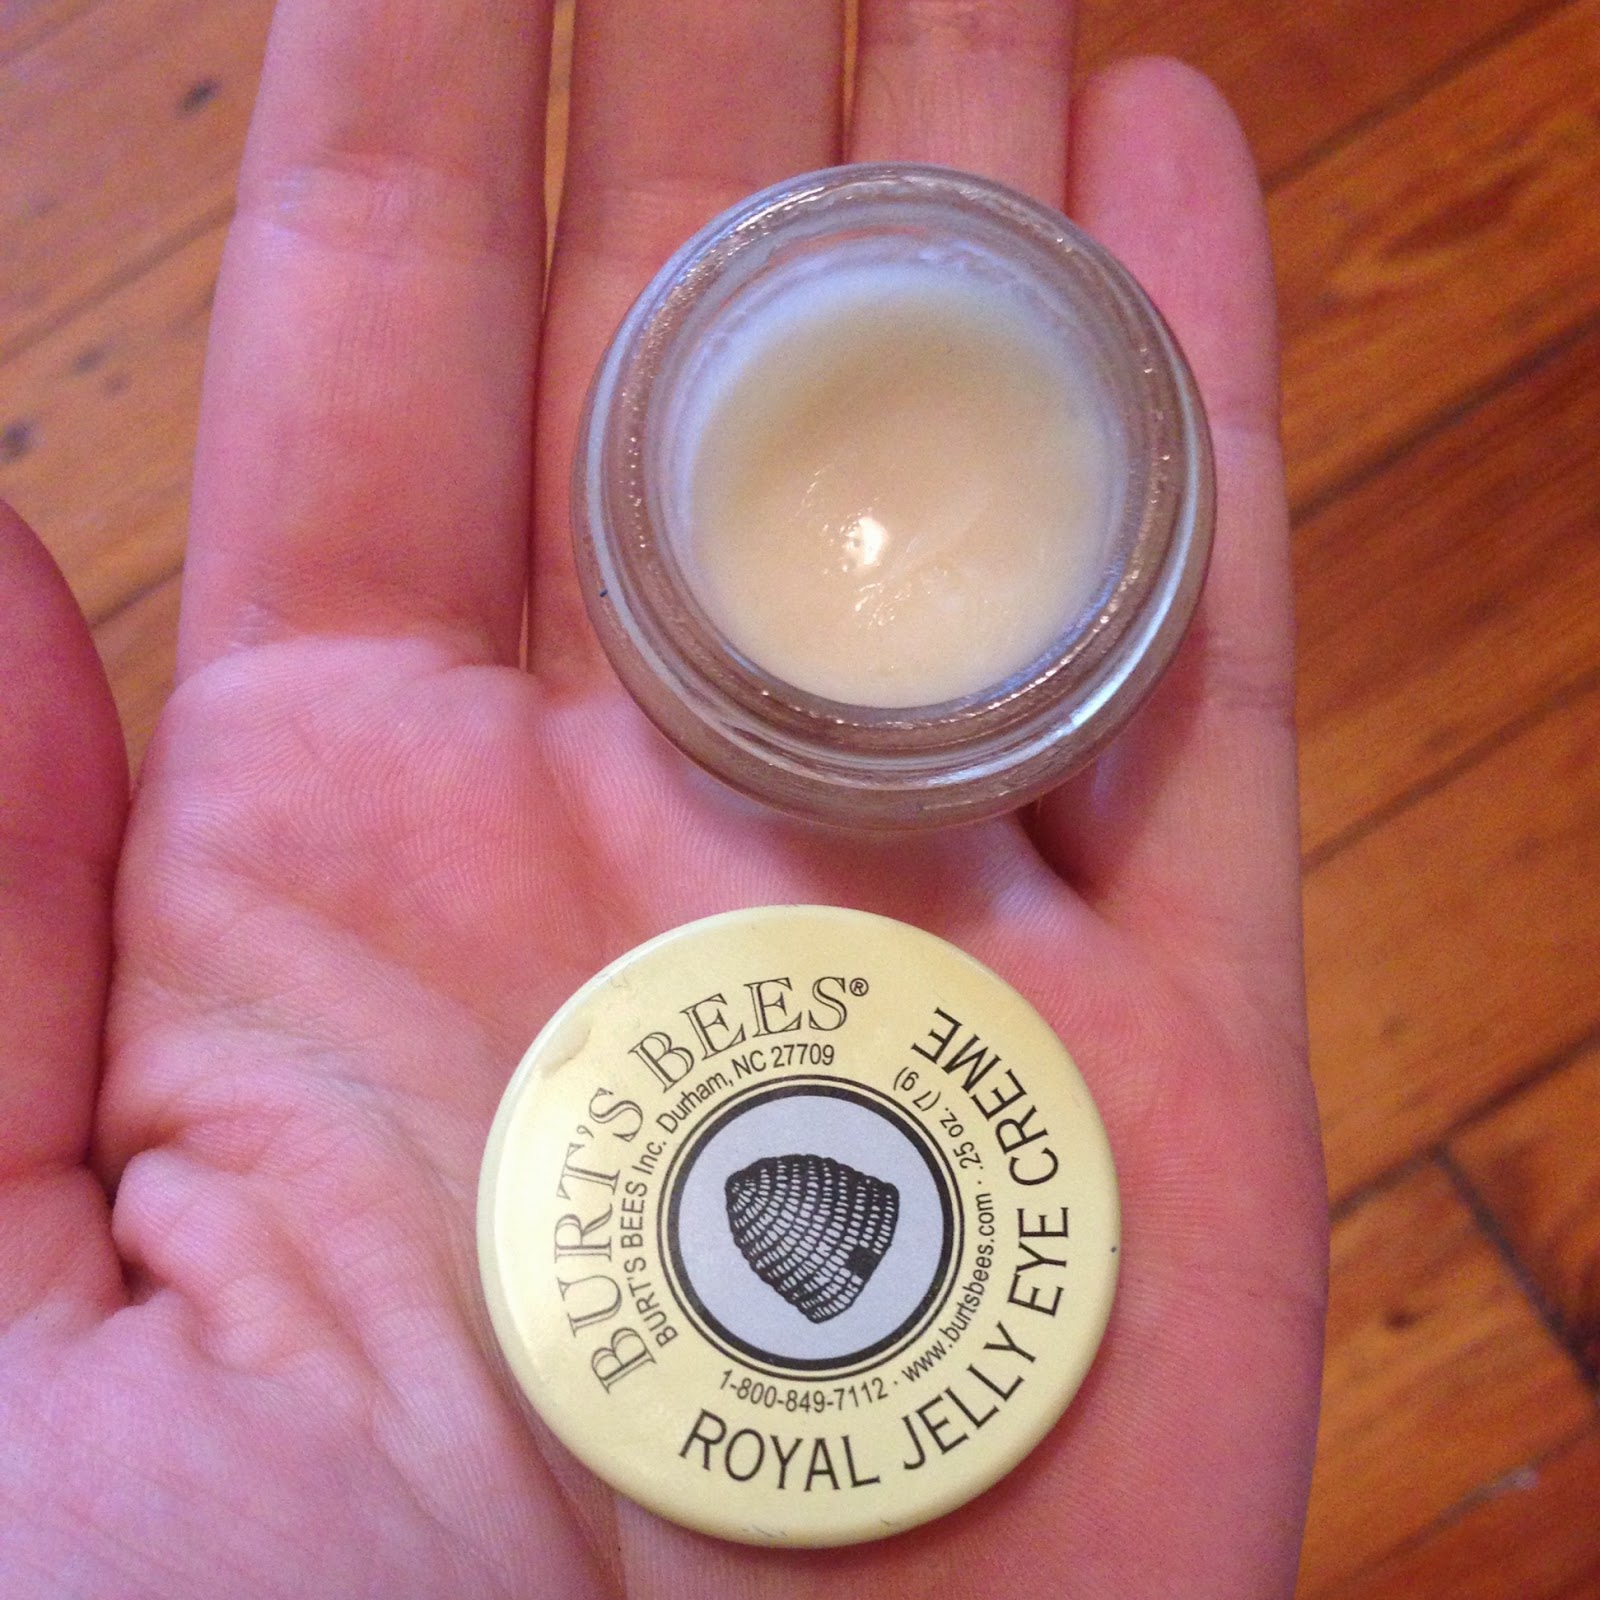 BURT'S BEES®
BURT'S BEES Inc. Durham, NC 27709
1-800-849-7112 · www.burtsbees.com · .25 oz. (7 g)
ROYAL JELLY EYE CREME